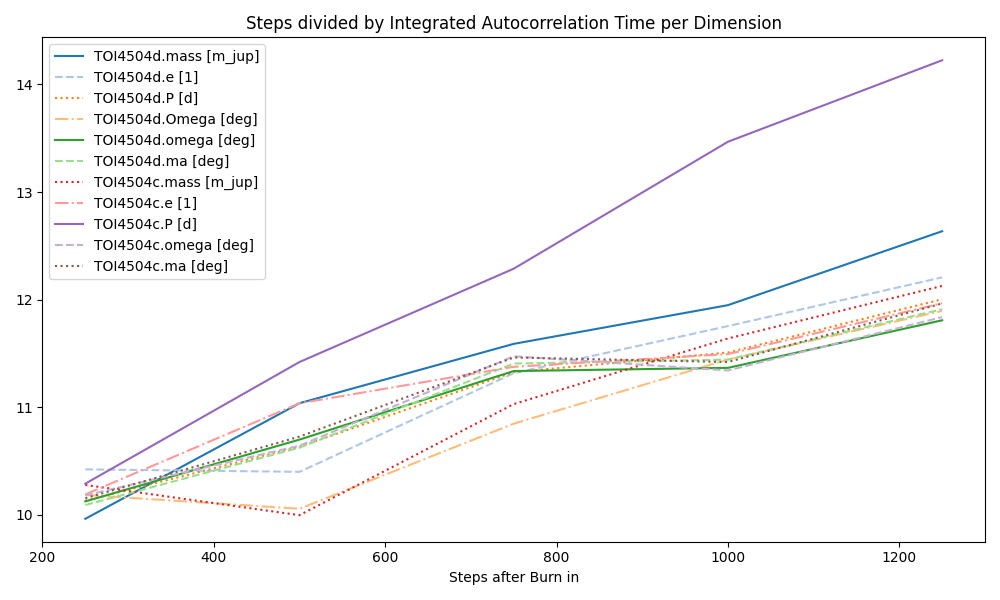 Steps divided by Integrated Autocorrelation Time per Dimension
TOI4504d.mass [m_jup]
TOI4504d.e [1]
TOI4504d.P [d]
TOI4504d.Omega [deg]
TOI4504d.omega [deg]
TOI4504d.ma [deg]
TOI4504c.mass [m_jup]
TOI4504c.e [1]
TOI4504c.P [d]
TOI4504c.omega [deg]
TOI4504c.ma [deg]
14
13
12
11
10
200 400 600 800 1000 1200
Steps after Burn in